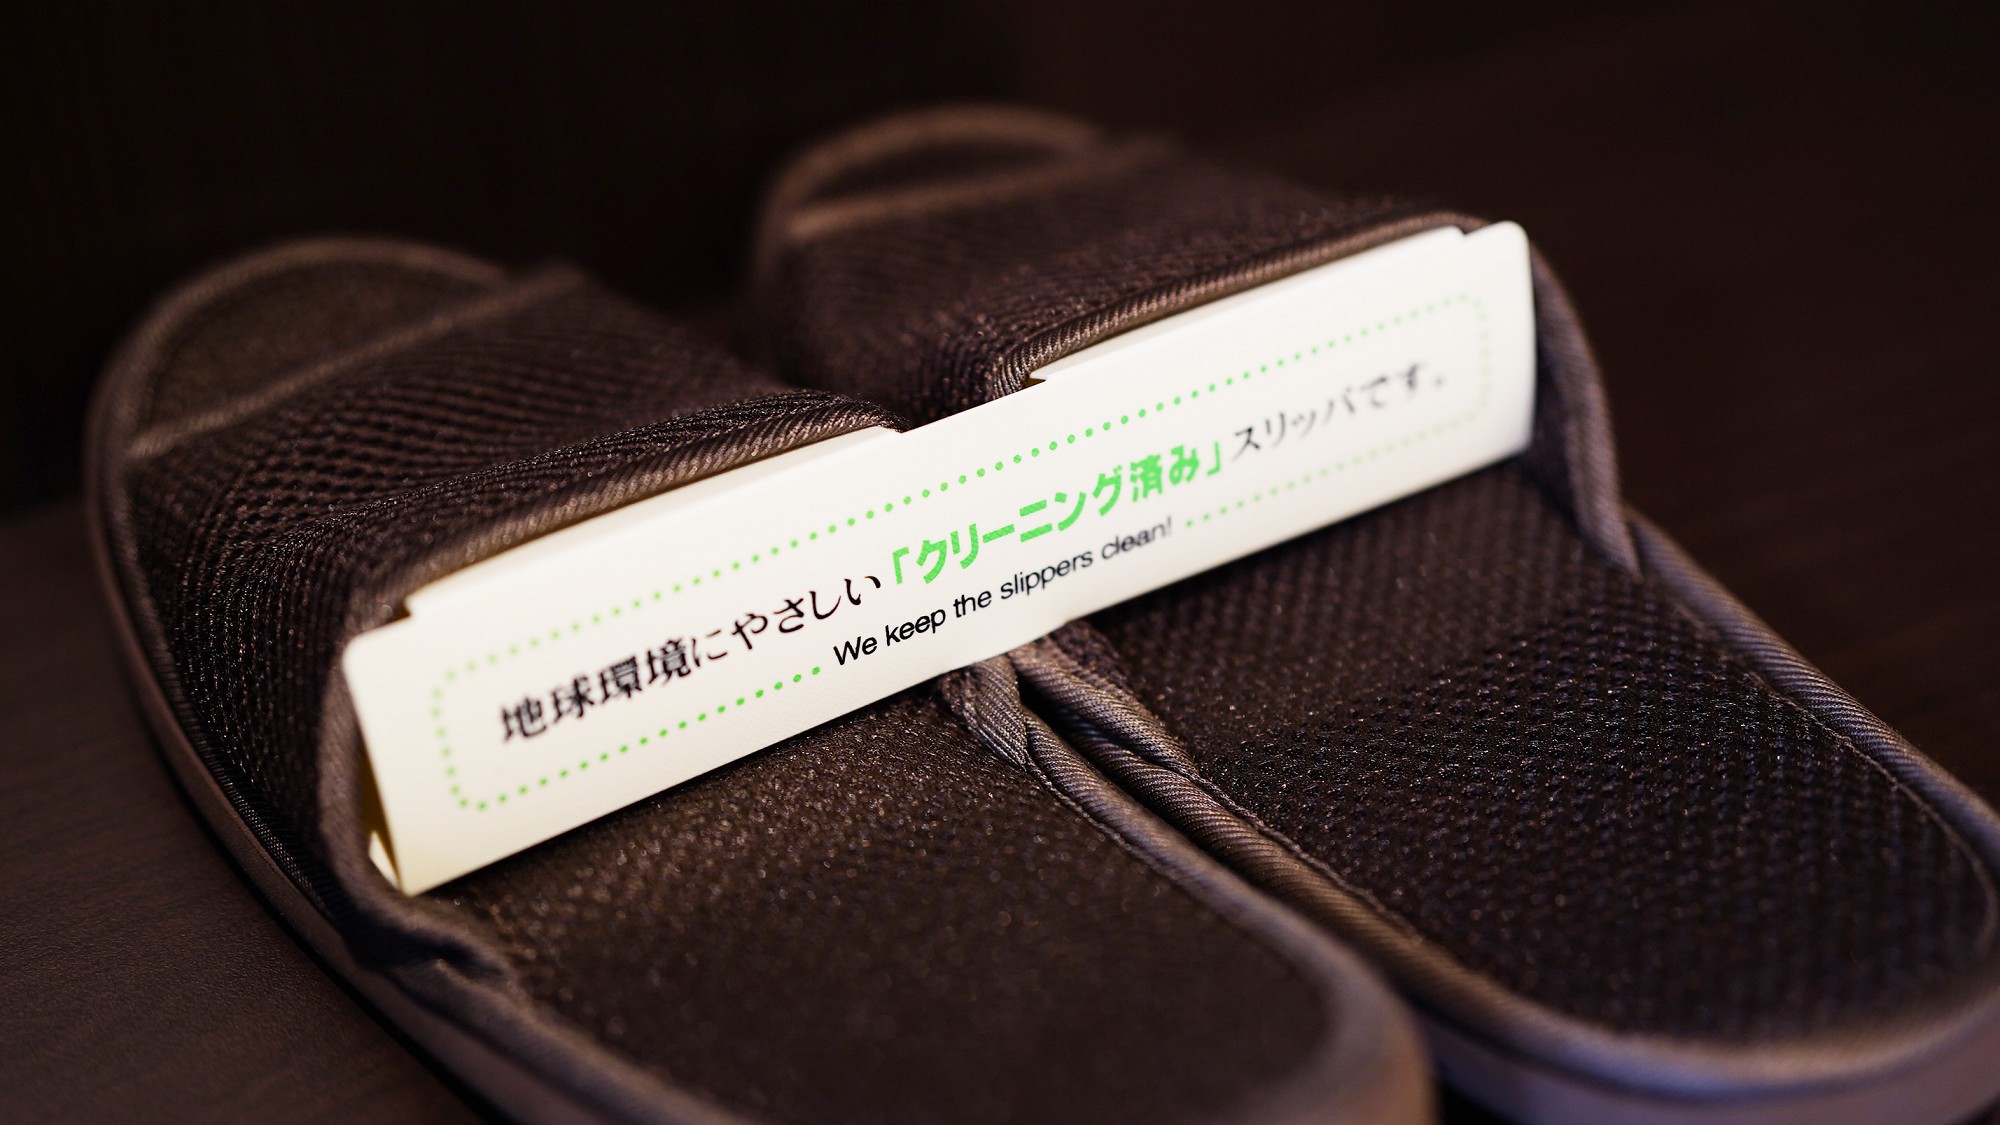 地球環境にやさしい「クリーニング済み」スリッパです。
We keep the slippers clean!